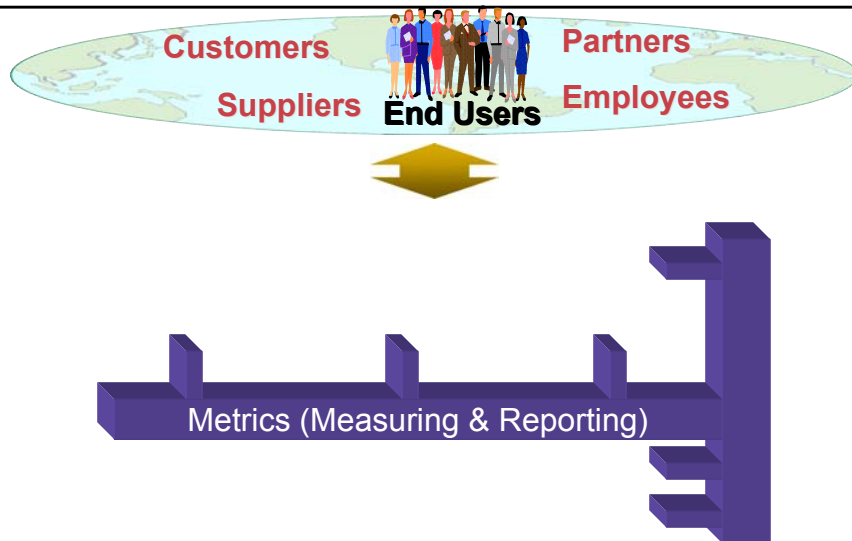 Customers
Partners
Suppliers
End Users
Employees
Metrics (Measuring & Reporting)